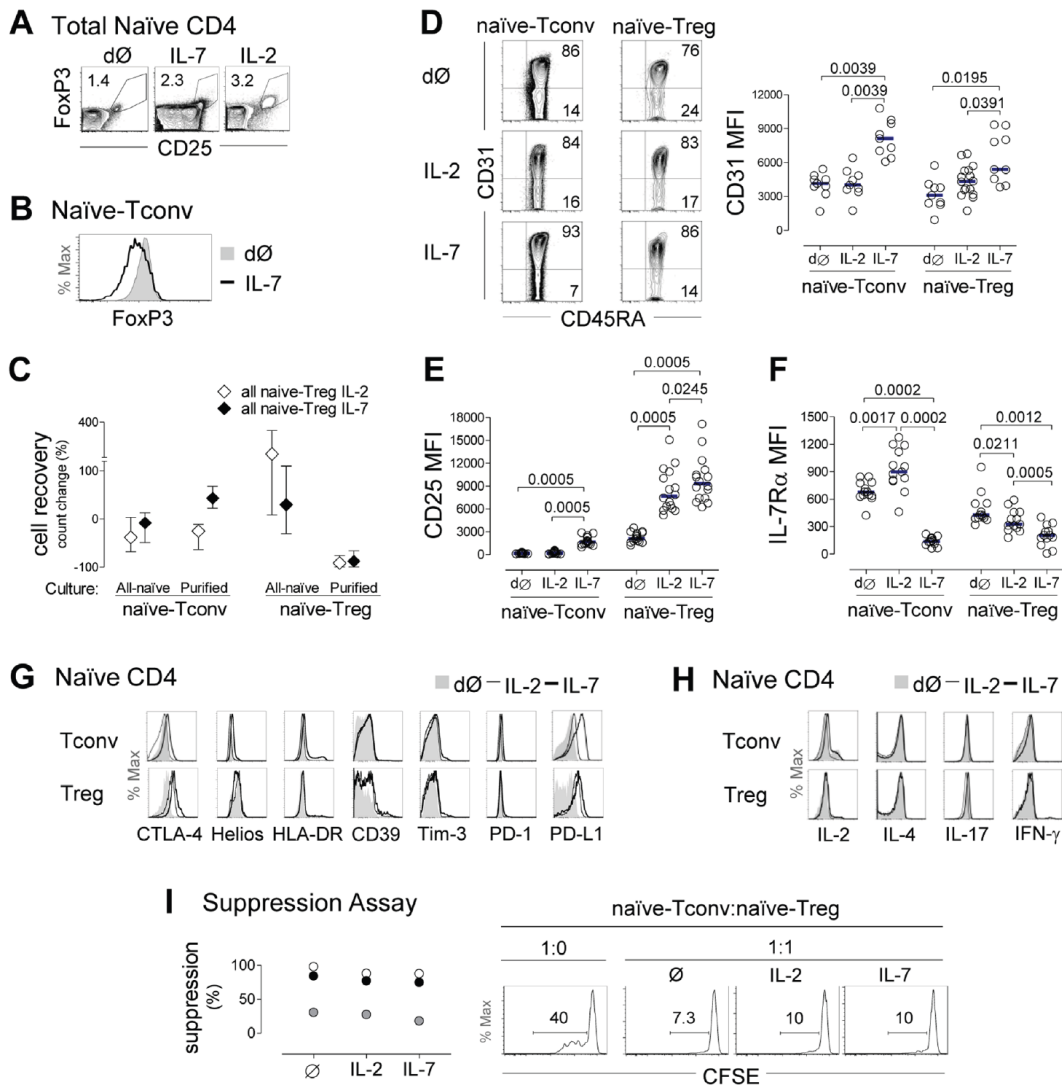 A Total Naïve CD4
dØ IL-7 IL-2
1.4 2.3 3.2
FoxP3
CD25
B Naïve-Tconv
% Max
dØ
IL-7
FoxP3
C
all naive-Treg IL-2
all naive-Treg IL-7
400
100
0
-100
cell recovery
count change (%)
Culture: All-naïve Purified All-naïve Purified
naïve-Tconv naïve-Treg
D naïve-Tconv naïve-Treg
dØ
86 76
14 24
IL-2
84 83
16 17
IL-7
93 86
7 14
CD31
CD45RA
CD31 MFI
12000
9000
6000
3000
0
0.0039
0.0039
0.0195
0.0391
dØ IL-2 IL-7 dØ IL-2 IL-7
naïve-Tconv naïve-Treg
E
CD25 MFI
18000
15000
12000
9000
6000
3000
0
0.0005
0.0005
0.0005
0.0245
0.0005
dØ IL-2 IL-7 dØ IL-2 IL-7
naïve-Tconv naïve-Treg
F
IL-7Rα MFI
1500
1200
900
600
300
0
0.0002
0.0017 0.0002
0.0012
0.0211
0.0005
dØ IL-2 IL-7 dØ IL-2 IL-7
naïve-Tconv naïve-Treg
G Naïve CD4
dØ IL-2 IL-7
Tconv
Treg
% Max
CTLA-4 Helios HLA-DR CD39 Tim-3 PD-1 PD-L1
H Naïve CD4
dØ IL-2 IL-7
Tconv
Treg
% Max
IL-2 IL-4 IL-17 IFN-γ
I Suppression Assay
suppression
(%)
100
50
0
Ø IL-2 IL-7
naïve-Tconv:naïve-Treg
1:0 1:1
Ø IL-2 IL-7
% Max
40 7.3 10 10
CFSE